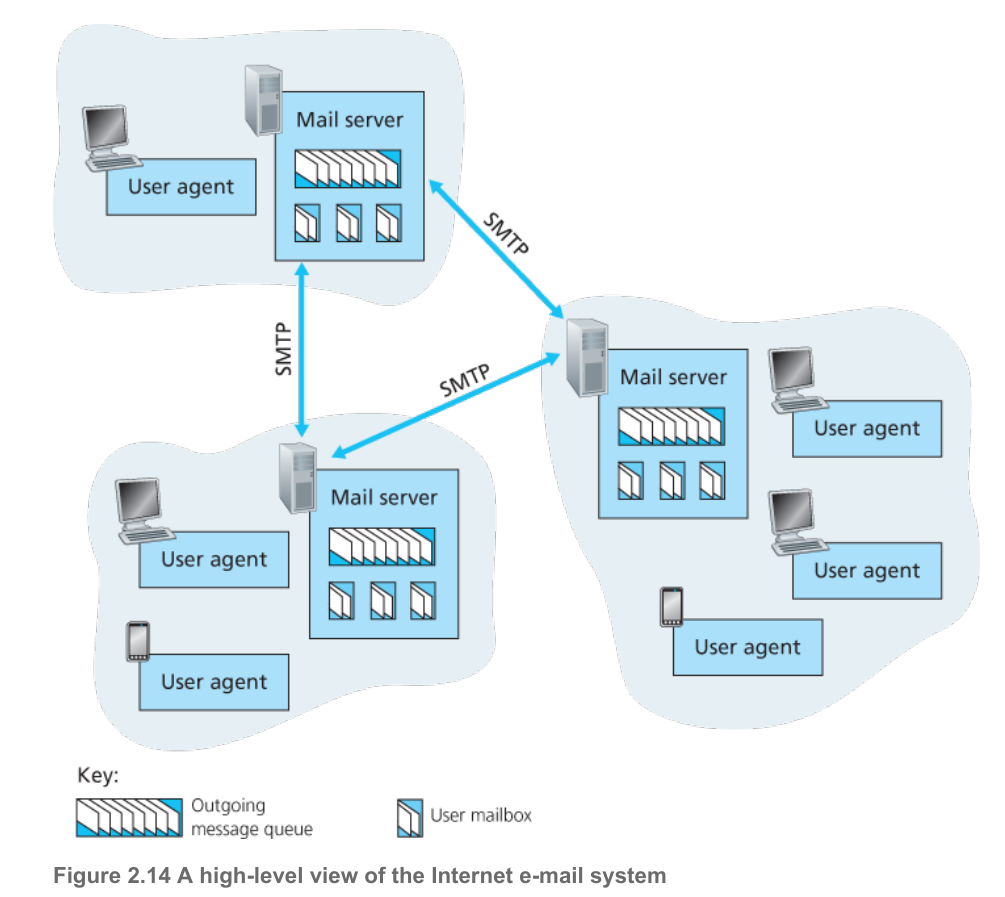 Mail server
User agent
SMTP
SMTP
SMTP
Mail server
User agent
User agent
User agent
Mail server
User agent
User agent
Key:
Outgoing
message queue
User mailbox
Figure 2.14 A high-level view of the Internet e-mail system